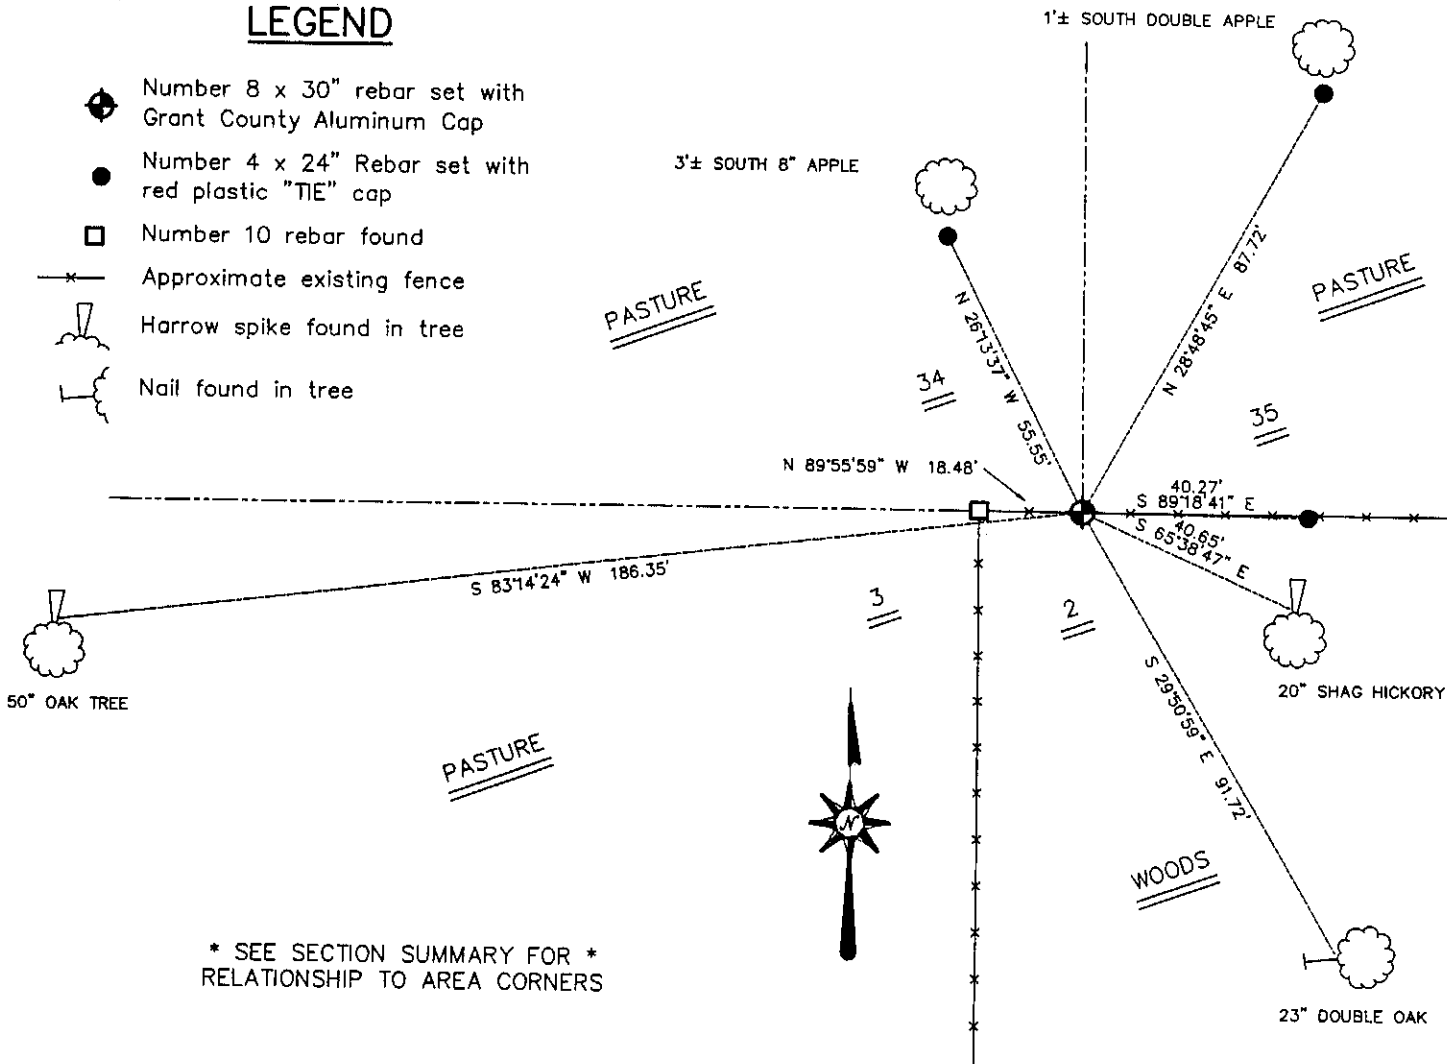 LEGEND
Number 8 x 30" rebar set with
Grant County Aluminum Cap
Number 4 x 24" Rebar set with
red plastic "TIE" cap
Number 10 rebar found
Approximate existing fence
Harrow spike found in tree
Nail found in tree
1'± SOUTH DOUBLE APPLE
3'± SOUTH 8" APPLE
PASTURE
PASTURE
N 26°13'37" W 55.55'
N 28°48'45" E 87.72'
34
35
N 89°55'59" W 18.48'
40.27'
S 89°18'41" E
40.65'
S 65°38'47" E
S 83°14'24" W 186.35'
3
2
50" OAK TREE
20" SHAG HICKORY
S 29°50'59" E 91.72'
PASTURE
N
WOODS
* SEE SECTION SUMMARY FOR *
RELATIONSHIP TO AREA CORNERS
23" DOUBLE OAK